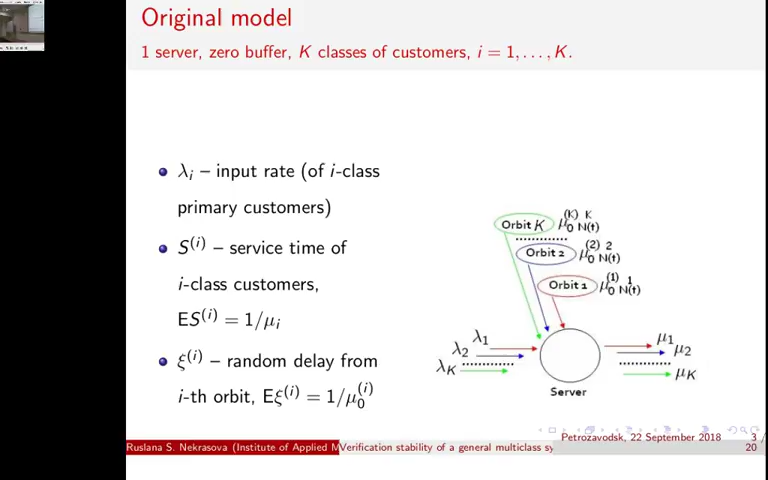 Original model
1 server, zero buffer, K classes of customers, i = 1, . . . , K.
λi – input rate (of i-class
primary customers)
S(i) – service time of
i-class customers,
ES(i) = 1/μi
ξ(i) – random delay from
i-th orbit, Eξ(i) = 1/μ0(i)
Orbit K μ0(K) N(t)K
Orbit 2 μ0(2) N(t)2
Orbit 1 μ0(1) N(t)1
λ1
λ2
λK
μ1
μ2
μK
Server
Petrozavodsk, 22 September 2018 3 /
Ruslana S. Nekrasova (Institute of Applied M Verification stability of a general multiclass sy 20